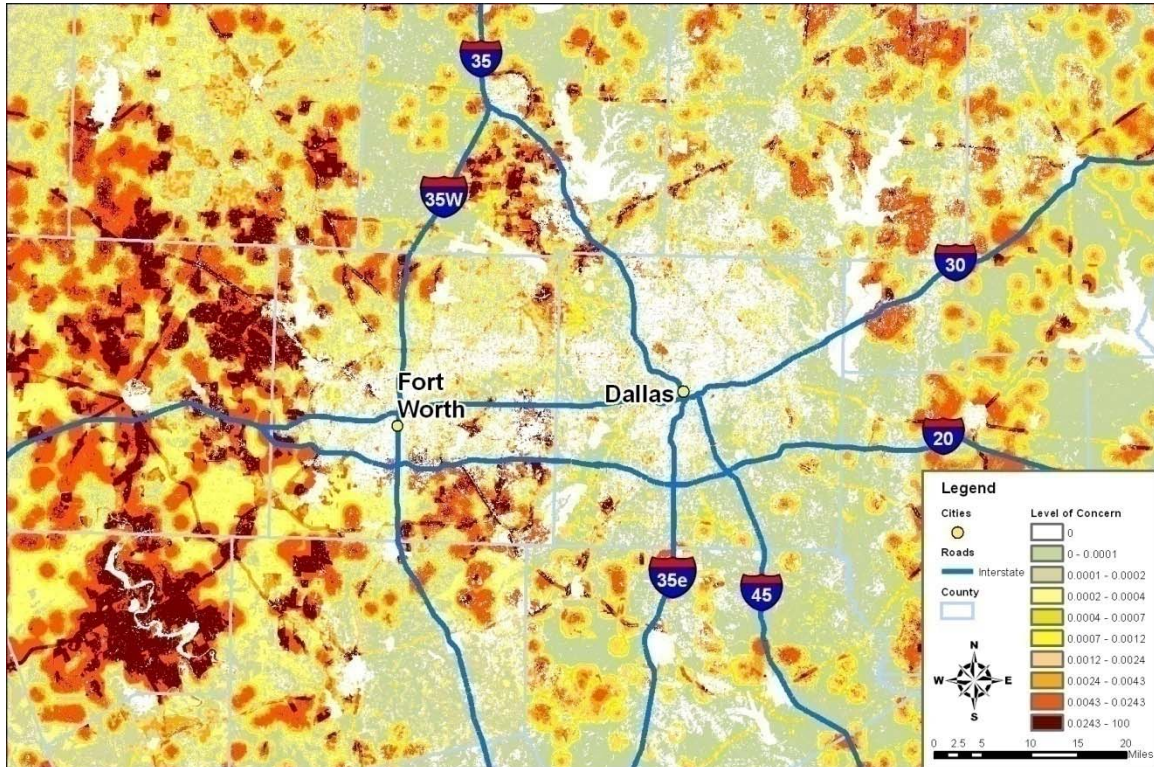 35
35W
30
Fort
Worth
Dallas
20
35e
45
Legend
Cities
Roads
Interstate
County
N
W
E
S
Level of Concern
0
0 - 0.0001
0.0001 - 0.0002
0.0002 - 0.0004
0.0004 - 0.0007
0.0007 - 0.0012
0.0012 - 0.0024
0.0024 - 0.0043
0.0043 - 0.0243
0.0243 - 100
0 2.5 5 10 15 20
Miles